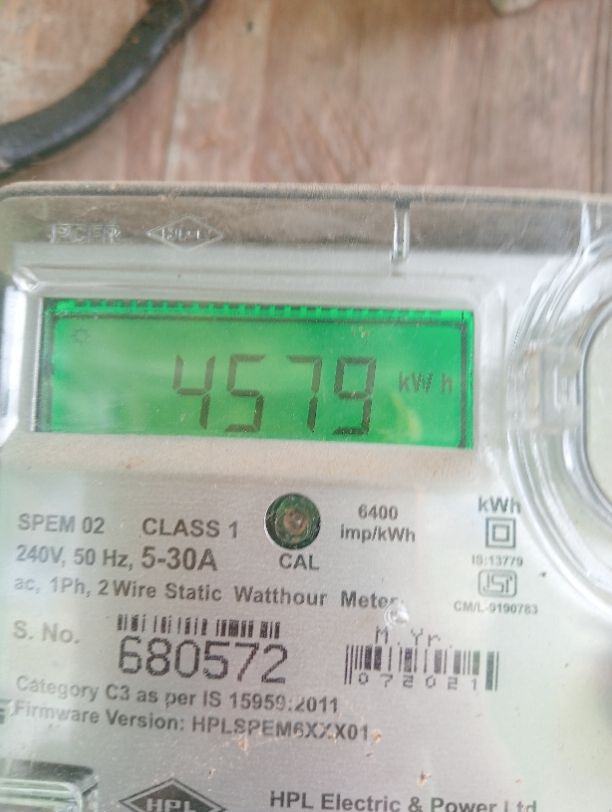 HPL
4579 kWh
SPEM 02 CLASS 1 6400 imp/kWh kWh
240V, 50 Hz, 5-30A CAL IS:13779
ac, 1Ph, 2 Wire Static Watthour Meter
CM/L-9190783
S. No. 680572 M.Yr.
072021
Category C3 as per IS 15959:2011
Firmware Version: HPLSPEM6XXX01
HPL HPL Electric & Power Ltd